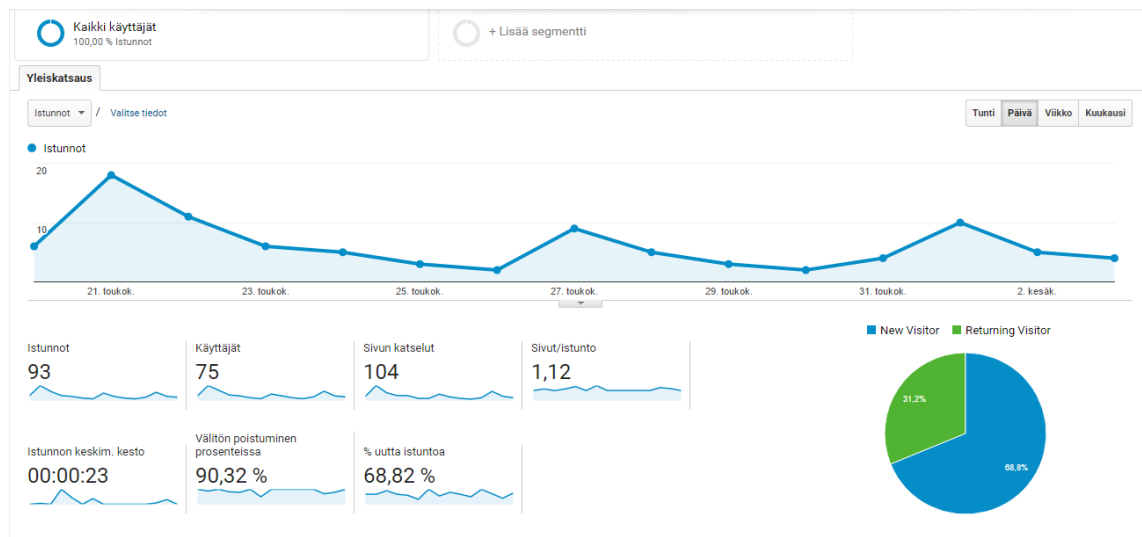 Kaikki käyttäjät
100,00 % Istunnot
+ Lisää segmentti
Yleiskatsaus
Istunnot / Valitse tiedot
Tunti Päivä Viikko Kuukausi
Istunnot
20
10
21. toukok. 23. toukok. 25. toukok. 27. toukok. 29. toukok. 31. toukok. 2. kesäk.
New Visitor Returning Visitor
Istunnot
93
Käyttäjät
75
Sivun katselut
104
Sivut/istunto
1,12
Istunnon keskim. kesto
00:00:23
Välitön poistuminen
prosenteissa
90,32 %
% uutta istuntoa
68,82 %
31,2%
68,8%